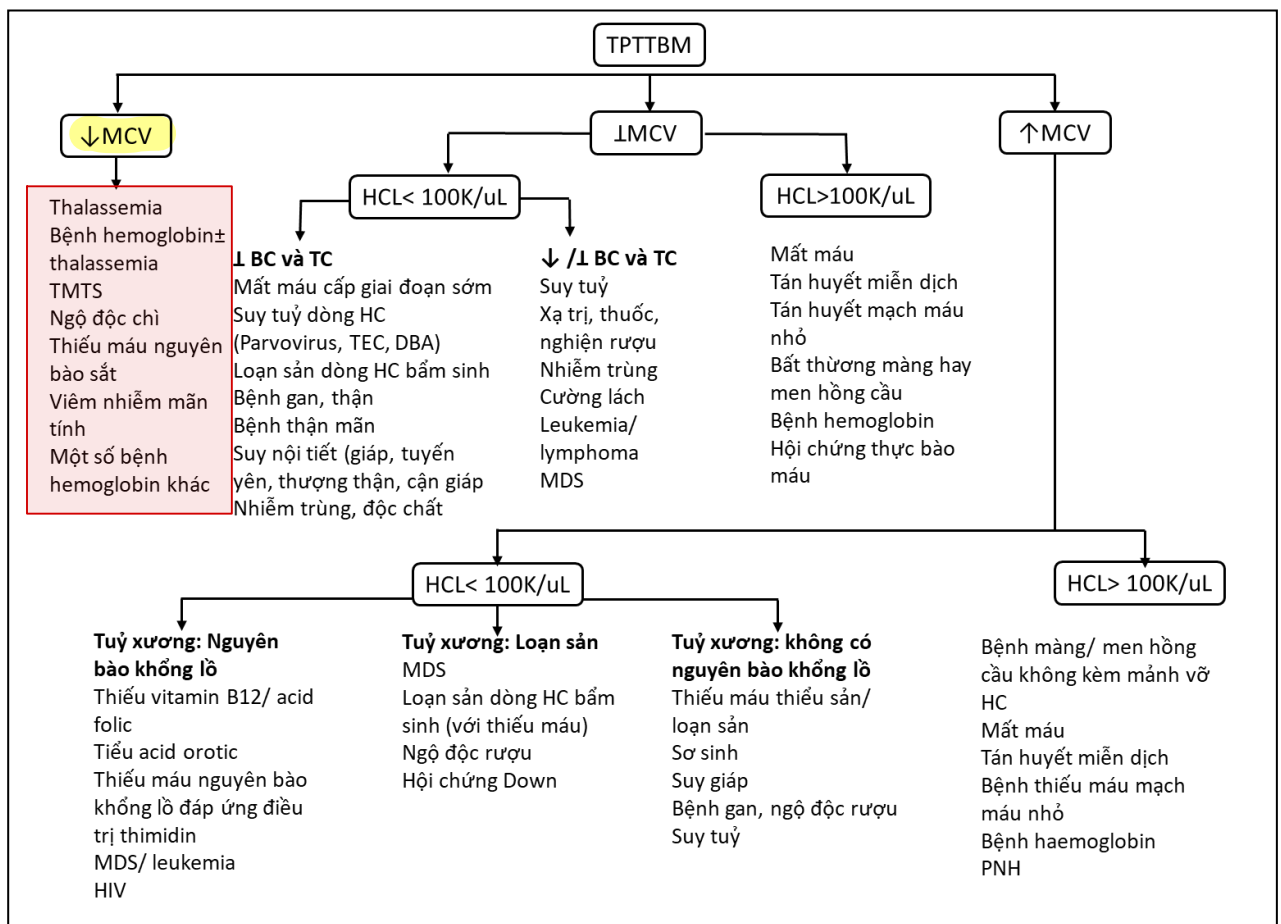 TPTTBM
↓MCV
⊥MCV
↑MCV
HCL< 100K/uL
HCL>100K/uL
Thalassemia
Bệnh hemoglobin±
thalassemia
TMTS
Ngộ độc chì
Thiếu máu nguyên
bào sắt
Viêm nhiễm mãn
tính
Một số bệnh
hemoglobin khác
⊥ BC và TC
Mất máu cấp giai đoạn sớm
Suy tuỷ dòng HC
(Parvovirus, TEC, DBA)
Loạn sản dòng HC bẩm sinh
Bệnh gan, thận
Bệnh thận mãn
Suy nội tiết (giáp, tuyến
yên, thượng thận, cận giáp
Nhiễm trùng, độc chất
↓ /⊥ BC và TC
Suy tuỷ
Xạ trị, thuốc,
nghiện rượu
Nhiễm trùng
Cường lách
Leukemia/
lymphoma
MDS
Mất máu
Tán huyết miễn dịch
Tán huyết mạch máu
nhỏ
Bất thường màng hay
men hồng cầu
Bệnh hemoglobin
Hội chứng thực bào
máu
HCL< 100K/uL
HCL> 100K/uL
Tuỷ xương: Nguyên
bào khổng lồ
Thiếu vitamin B12/ acid
folic
Tiểu acid orotic
Thiếu máu nguyên bào
khổng lồ đáp ứng điều
trị thimidin
MDS/ leukemia
HIV
Tuỷ xương: Loạn sản
MDS
Loạn sản dòng HC bẩm
sinh (với thiếu máu)
Ngộ độc rượu
Hội chứng Down
Tuỷ xương: không có
nguyên bào khổng lồ
Thiếu máu thiểu sản/
loạn sản
Sơ sinh
Suy giáp
Bệnh gan, ngộ độc rượu
Suy tuỷ
Bệnh màng/ men hồng
cầu không kèm mảnh vỡ
HC
Mất máu
Tán huyết miễn dịch
Bệnh thiếu máu mạch
máu nhỏ
Bệnh haemoglobin
PNH